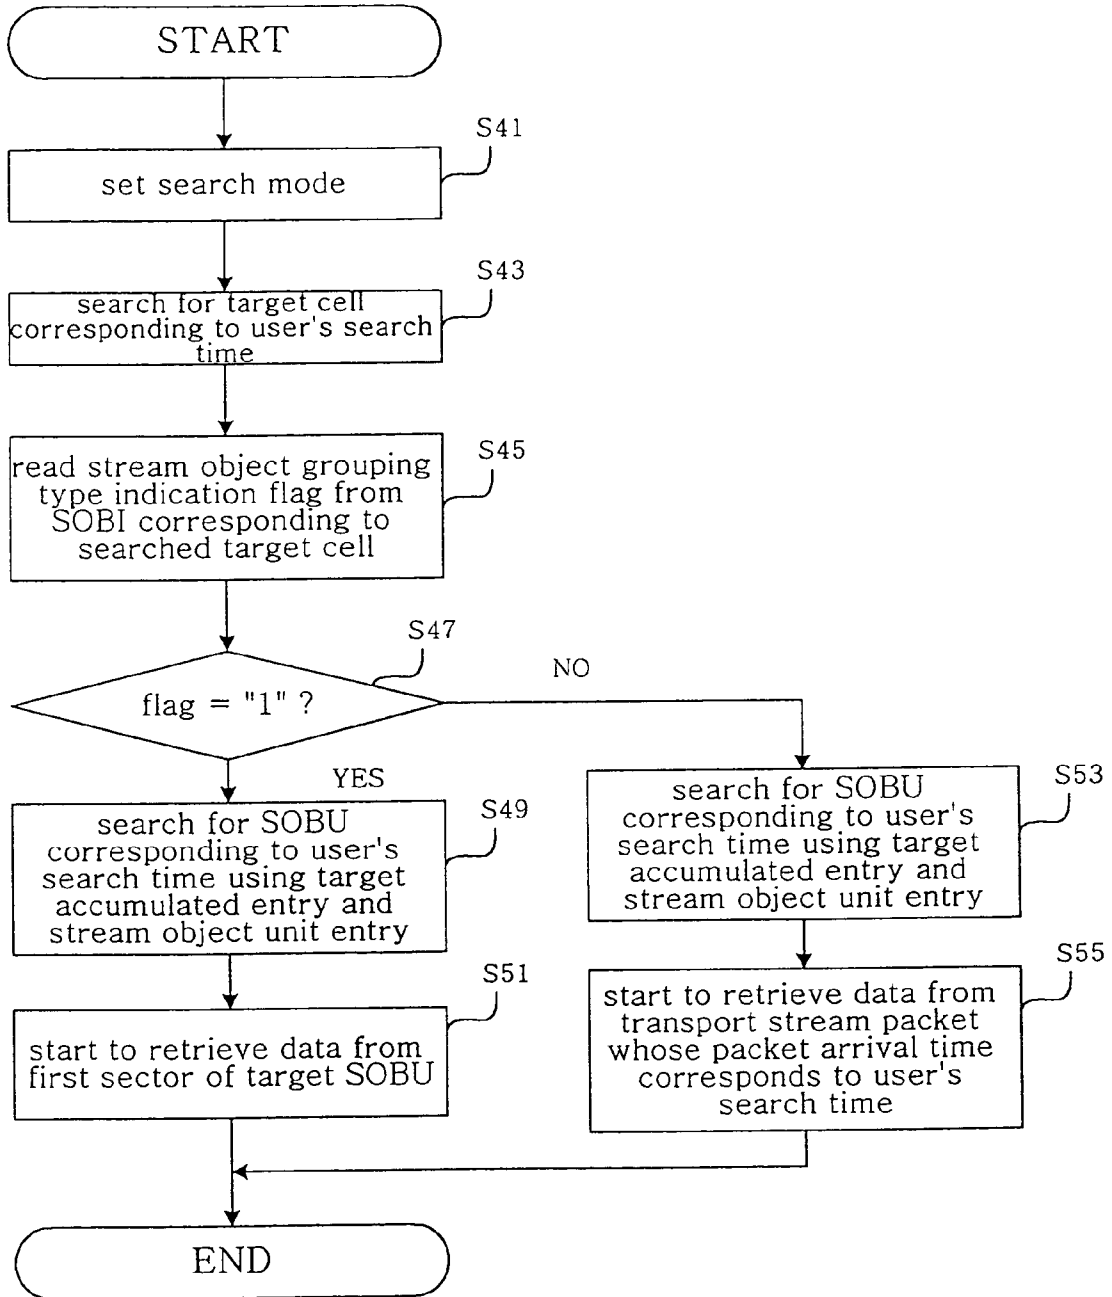 START
S41
set search mode
S43
search for target cell
corresponding to user's search
time
S45
read stream object grouping
type indication flag from
SOBI corresponding to
searched target cell
S47
flag = "1" ?
NO
YES
S49
search for SOBU
corresponding to user's
search time using target
accumulated entry and
stream object unit entry
S53
search for SOBU
corresponding to user's
search time using target
accumulated entry and
stream object unit entry
S51
start to retrieve data from
first sector of target SOBU
S55
start to retrieve data from
transport stream packet
whose packet arrival time
corresponds to user's
search time
END